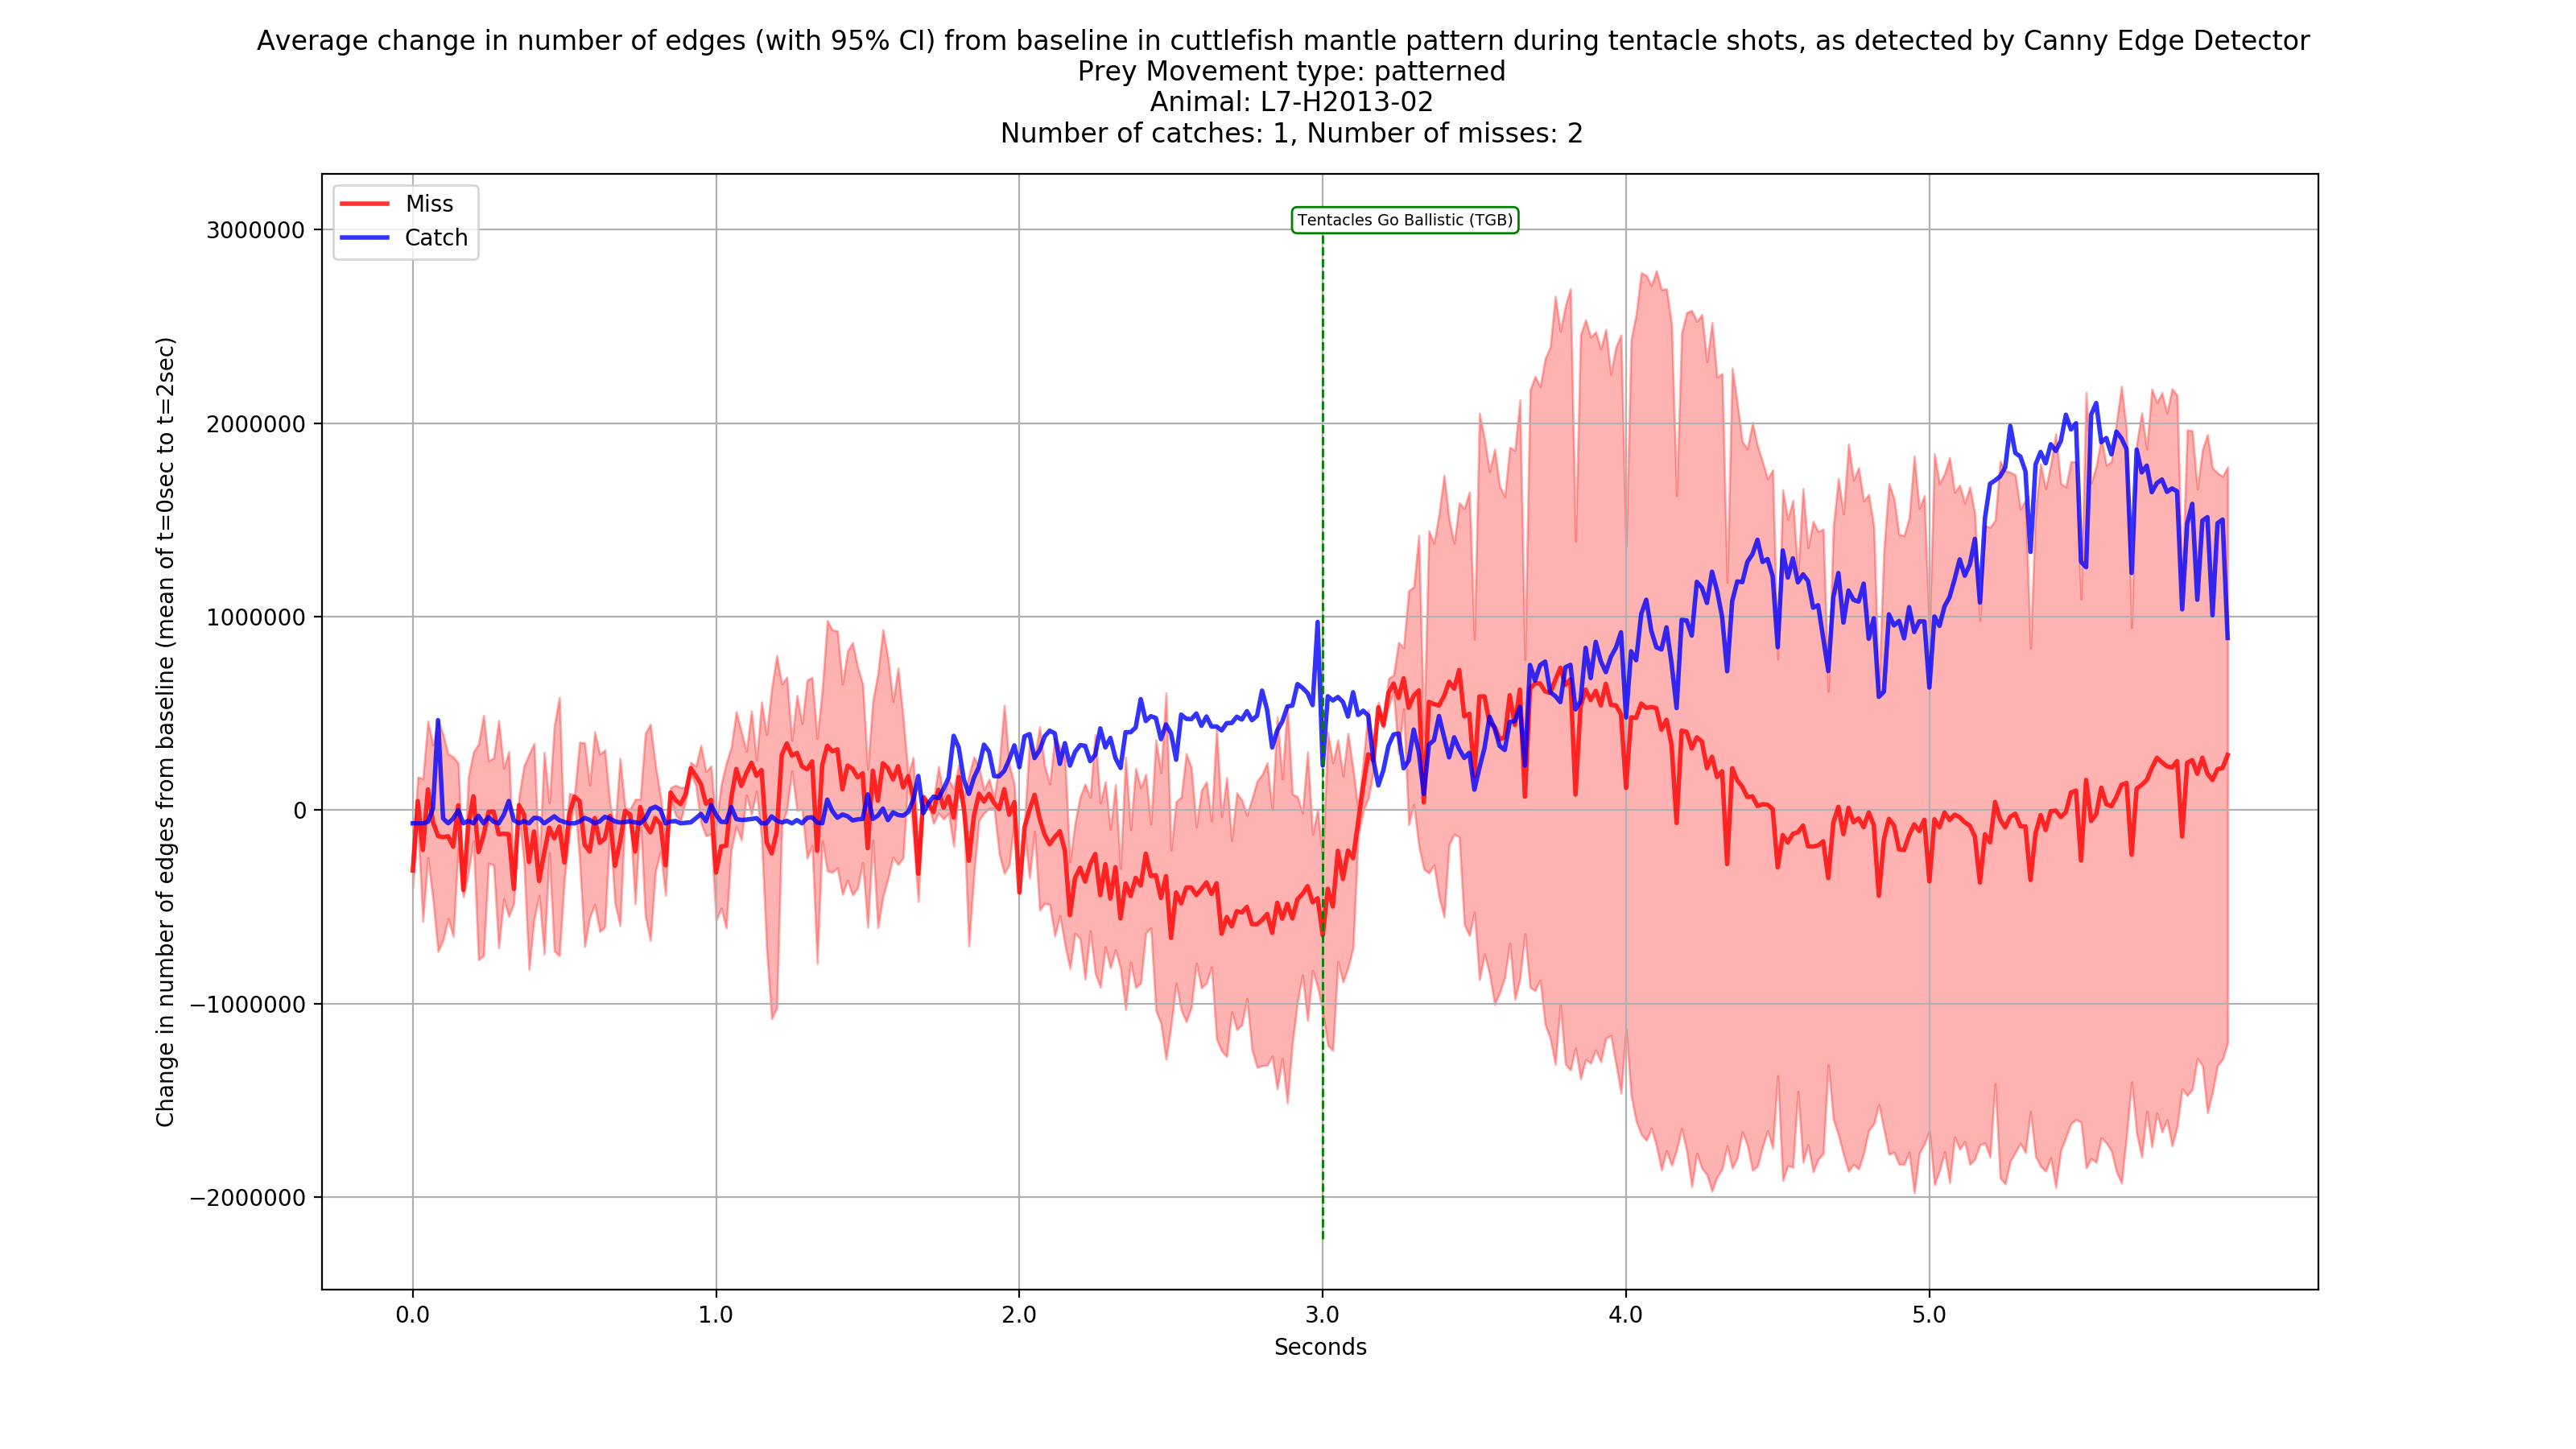 Average change in number of edges (with 95% CI) from baseline in cuttlefish mantle pattern during tentacle shots, as detected by Canny Edge Detector
Prey Movement type: patterned
Animal: L7-H2013-02
Number of catches: 1, Number of misses: 2
Miss
Catch
Tentacles Go Ballistic (TGB)
3000000
2000000
1000000
0
−1000000
−2000000
Change in number of edges from baseline (mean of t=0sec to t=2sec)
0.0 1.0 2.0 3.0 4.0 5.0
Seconds